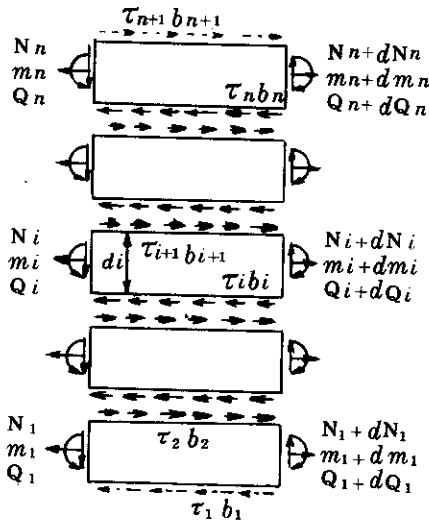 τn+1 bn+1
Nn
mn
Qn
Nn+dNn
mn+dmn
Qn+dQn
τnbn
Ni
mi
Qi
di
τi+1 bi+1
τibi
Ni+dNi
mi+dmi
Qi+dQi
N1
m1
Q1
τ2 b2
N1+dN1
m1+dm1
Q1+dQ1
τ1 b1